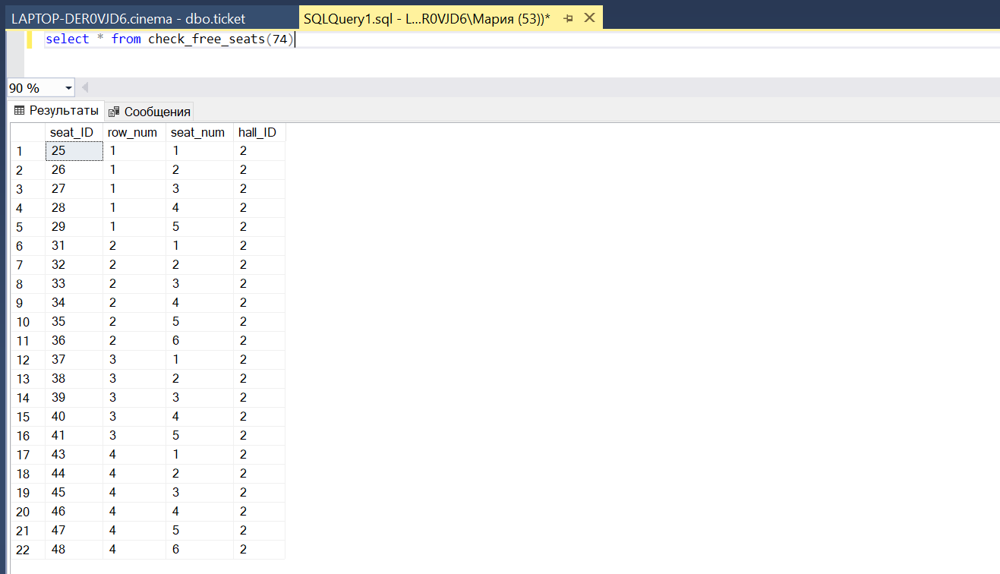 LAPTOP-DER0VJD6.cinema - dbo.ticket SQLQuery1.sql - L...R0VJD6\Мария (53))*
select * from check_free_seats(74)
90 %
Результаты Сообщения
seat_ID row_num seat_num hall_ID
1 25 1 1 2
2 26 1 2 2
3 27 1 3 2
4 28 1 4 2
5 29 1 5 2
6 31 2 1 2
7 32 2 2 2
8 33 2 3 2
9 34 2 4 2
10 35 2 5 2
11 36 2 6 2
12 37 3 1 2
13 38 3 2 2
14 39 3 3 2
15 40 3 4 2
16 41 3 5 2
17 43 4 1 2
18 44 4 2 2
19 45 4 3 2
20 46 4 4 2
21 47 4 5 2
22 48 4 6 2